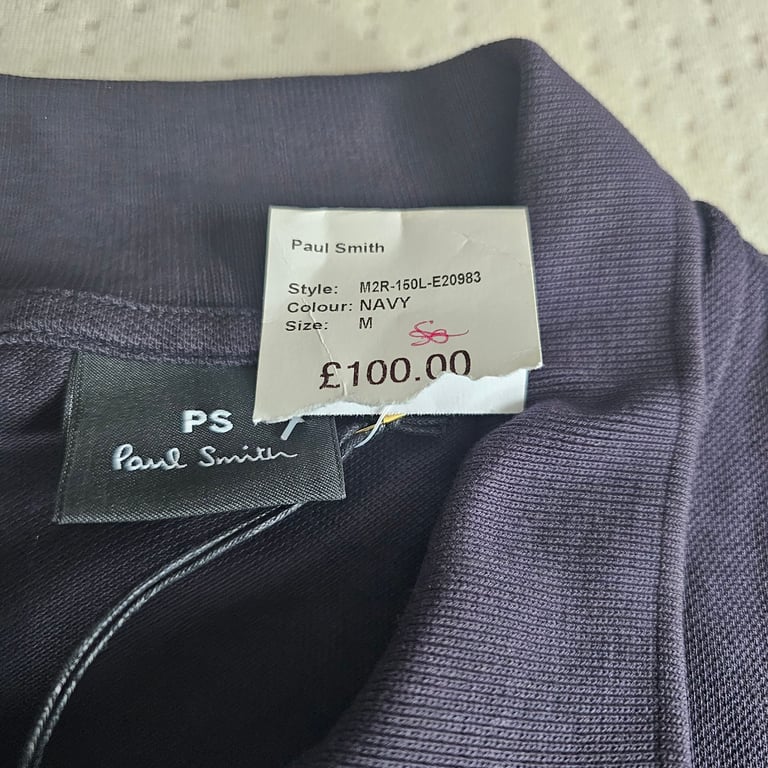 Paul Smith
Style: M2R-150L-E20983
Colour: NAVY
Size: M
£100.00
PS
Paul Smith